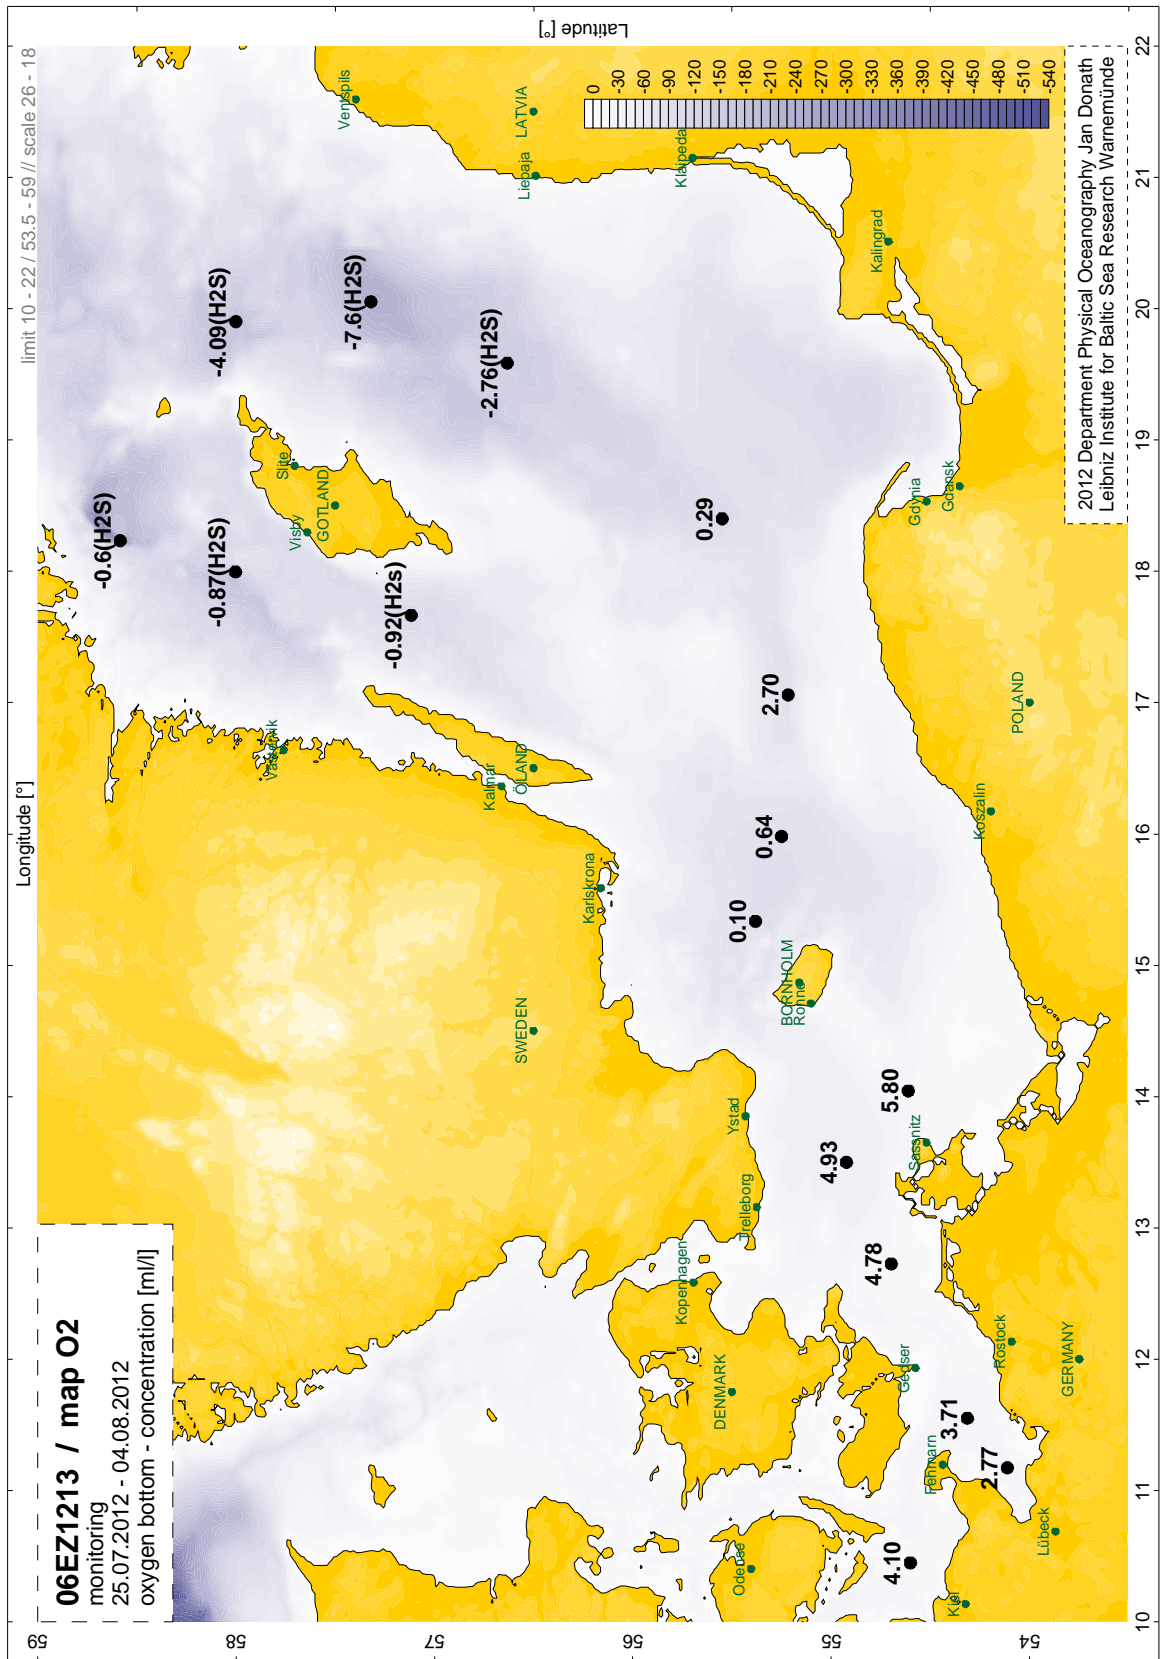 Longitude [°]
limit 10 - 22 / 53.5 - 59 // scale 26 - 18
06EZ1213 / map O2
monitoring
25.07.2012 - 04.08.2012
oxygen bottom - concentration [ml/l]
59
58
57
56
55
54
10
11
12
13
14
15
16
17
18
19
20
21
22
Latitude [°]
-0.6(H2S)
-4.09(H2S)
-0.87(H2S)
-7.6(H2S)
-0.92(H2s)
-2.76(H2S)
0.29
2.70
0.64
0.10
5.80
4.93
4.78
3.71
2.77
4.10
Västervik
Visby
Slite
GOTLAND
Ventspils
LATVIA
Liepaja
Klaipeda
Kalmar
ÖLAND
Karlskrona
SWEDEN
Kopenhagen
Trelleborg
Ystad
BORNHOLM
Ronne
DENMARK
Odense
Gedser
Sassnitz
Fehmarn
Kiel
Lübeck
Rostock
GERMANY
Koszalin
POLAND
Gdynia
Gdansk
Kalingrad
0
-30
-60
-90
-120
-150
-180
-210
-240
-270
-300
-330
-360
-390
-420
-450
-480
-510
-540
2012 Department Physical Oceanography Jan Donath
Leibniz Institute for Baltic Sea Research Warnemünde